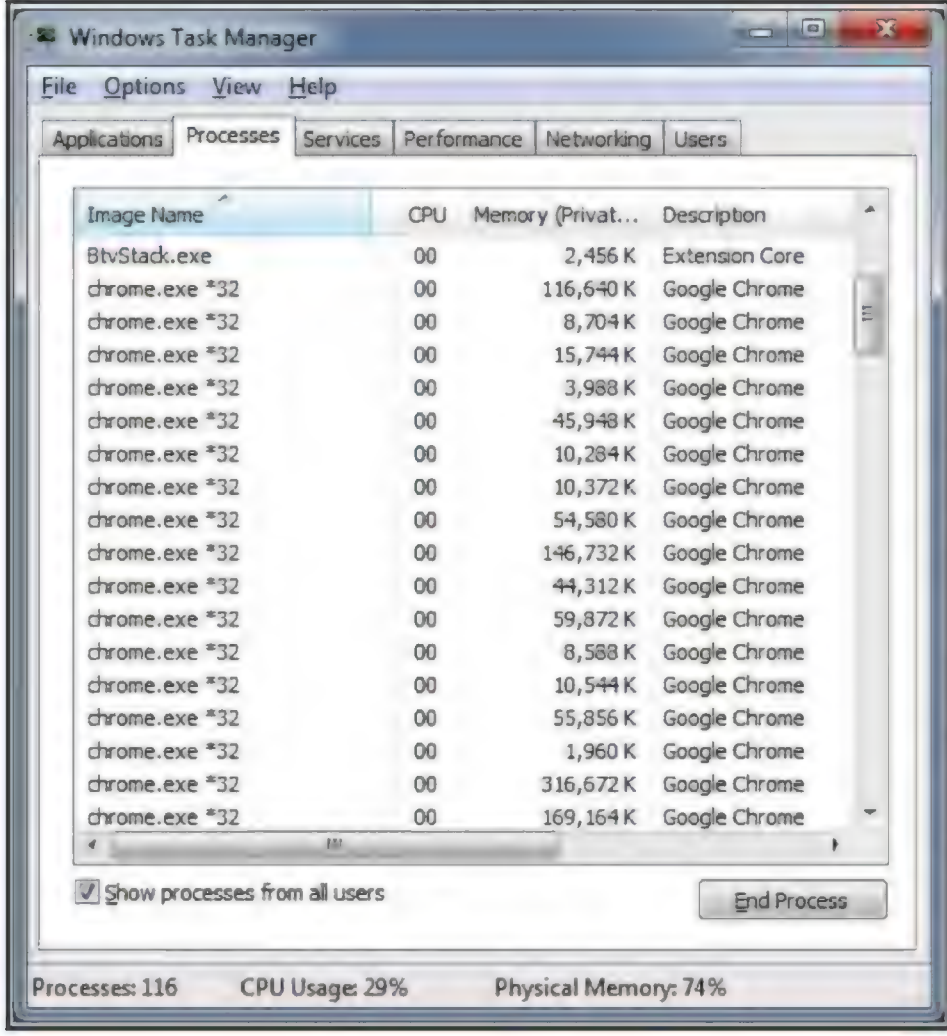 Windows Task Manager
File Options View Help
Applications Processes Services Performance Networking Users
Image Name CPU Memory (Privat... Description
BtvStack.exe 00 2,456 K Extension Core
chrome.exe *32 00 116,640 K Google Chrome
chrome.exe *32 00 8,704 K Google Chrome
chrome.exe *32 00 15,744 K Google Chrome
chrome.exe *32 00 3,988 K Google Chrome
chrome.exe *32 00 45,948 K Google Chrome
chrome.exe *32 00 10,284 K Google Chrome
chrome.exe *32 00 10,372 K Google Chrome
chrome.exe *32 00 54,580 K Google Chrome
chrome.exe *32 00 146,732 K Google Chrome
chrome.exe *32 00 44,312 K Google Chrome
chrome.exe *32 00 59,872 K Google Chrome
chrome.exe *32 00 8,588 K Google Chrome
chrome.exe *32 00 10,544 K Google Chrome
chrome.exe *32 00 55,856 K Google Chrome
chrome.exe *32 00 1,960 K Google Chrome
chrome.exe *32 00 316,672 K Google Chrome
chrome.exe *32 00 169,164 K Google Chrome
Show processes from all users
End Process
Processes: 116 CPU Usage: 29% Physical Memory: 74%